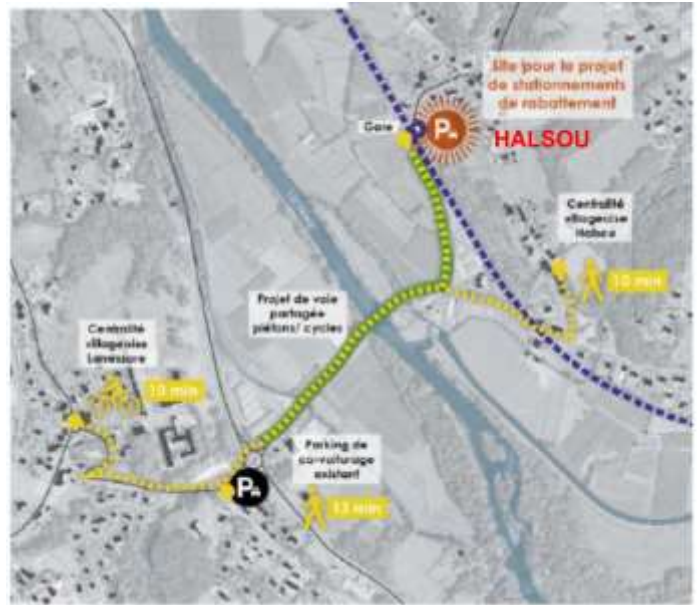 Site pour le projet
de stationnements
de rabattement
Gare
P
HALSOU
Centralité
villageoise
Halsou
10 min
Projet de voie
partagée
piétons/ cycles
Centralité
villageoise
Larressore
10 min
Parking de
co-voiturage
existant
P
13 min